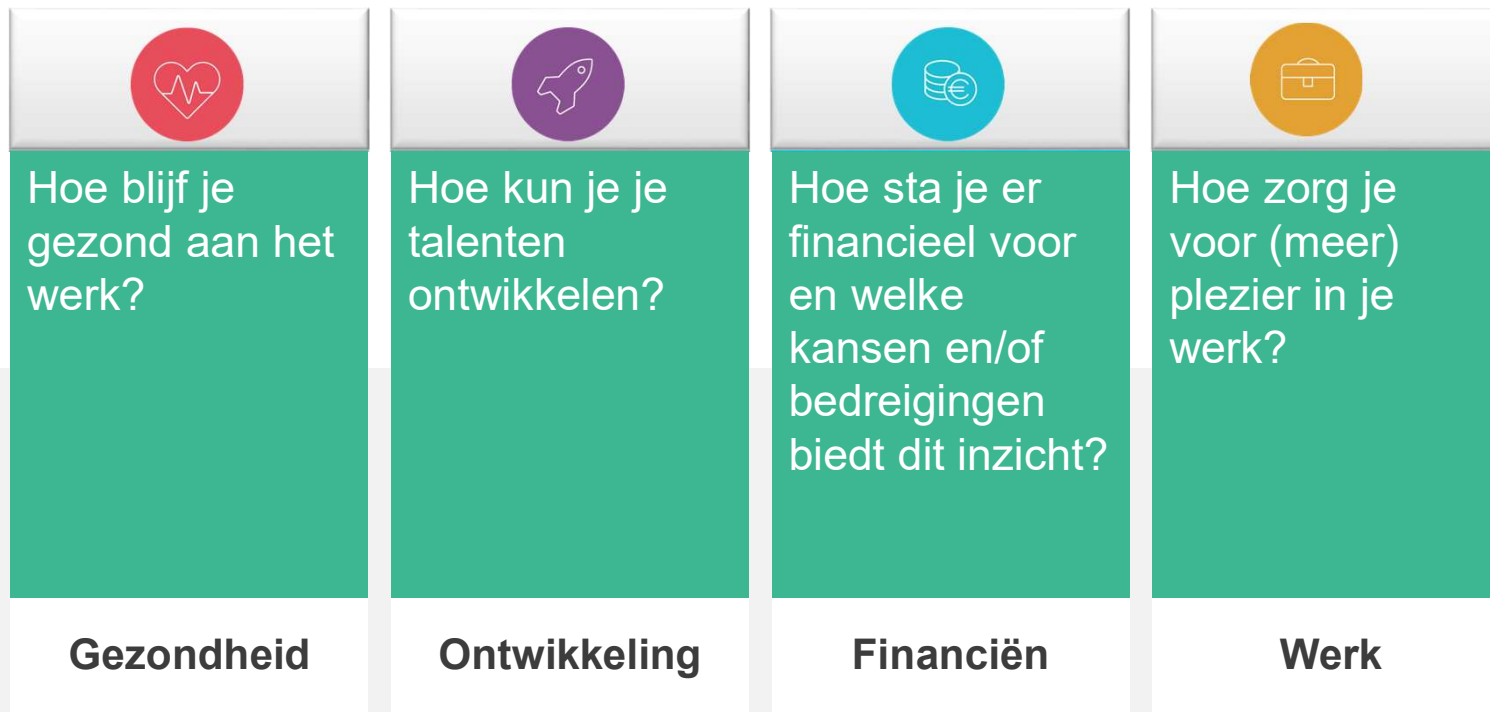 Hoe blijf je
gezond aan het
werk?
Gezondheid
Hoe kun je je
talenten
ontwikkelen?
Ontwikkeling
€
Hoe sta je er
financieel voor
en welke
kansen en/of
bedreigingen
biedt dit inzicht?
Financiën
Hoe zorg je
voor (meer)
plezier in je
werk?
Werk